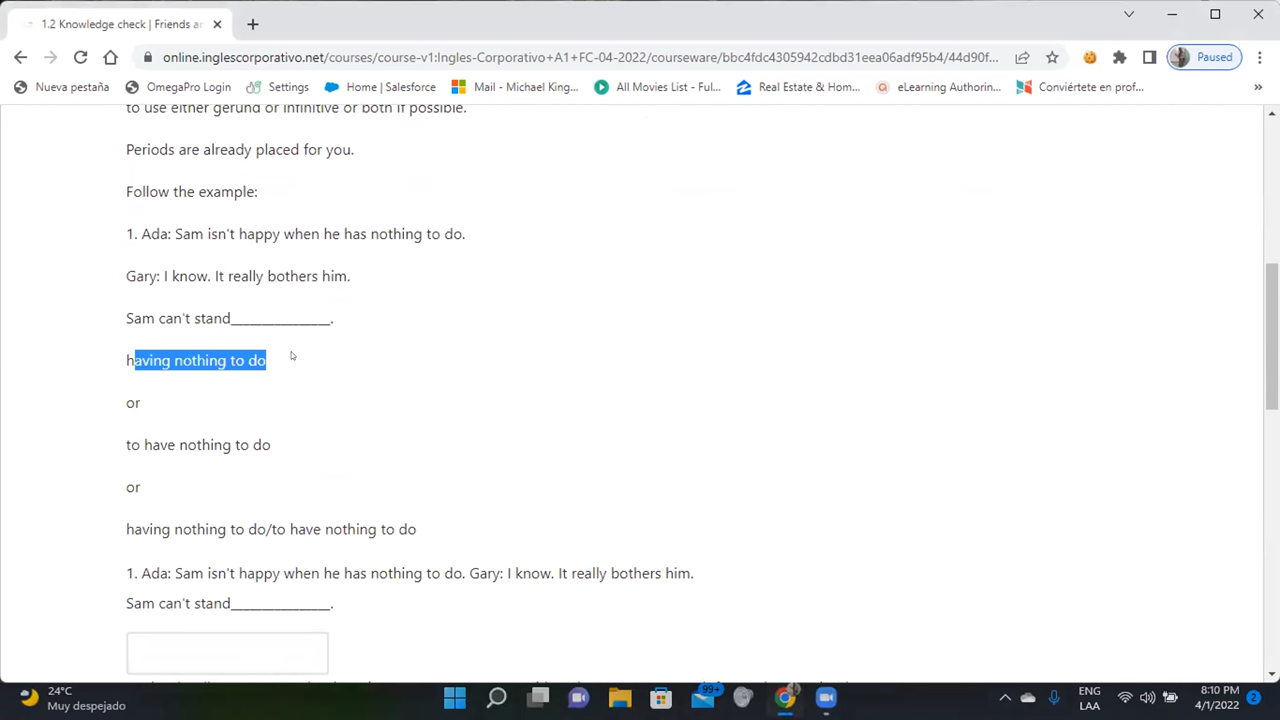 1.2 Knowledge check | Friends ar
online.inglescorporativo.net/courses/course-v1:Ingles-Corporativo+A1+FC-04-2022/courseware/bbc4fdc4305942cdbd31eea06adf95b4/44d90f...
Paused
Nueva pestaña OmegaPro Login Settings Home | Salesforce Mail - Michael King... All Movies List - Ful... Real Estate & Hom... eLearning Authorin... Conviértete en prof...
to use either gerund or infinitive or both if possible.
Periods are already placed for you.
Follow the example:
1. Ada: Sam isn't happy when he has nothing to do.
Gary: I know. It really bothers him.
Sam can't stand_______________.
having nothing to do
or
to have nothing to do
or
having nothing to do/to have nothing to do
1. Ada: Sam isn't happy when he has nothing to do. Gary: I know. It really bothers him.
Sam can't stand_______________.
24°C
Muy despejado
99+
ENG
LAA
8:10 PM
4/1/2022
2